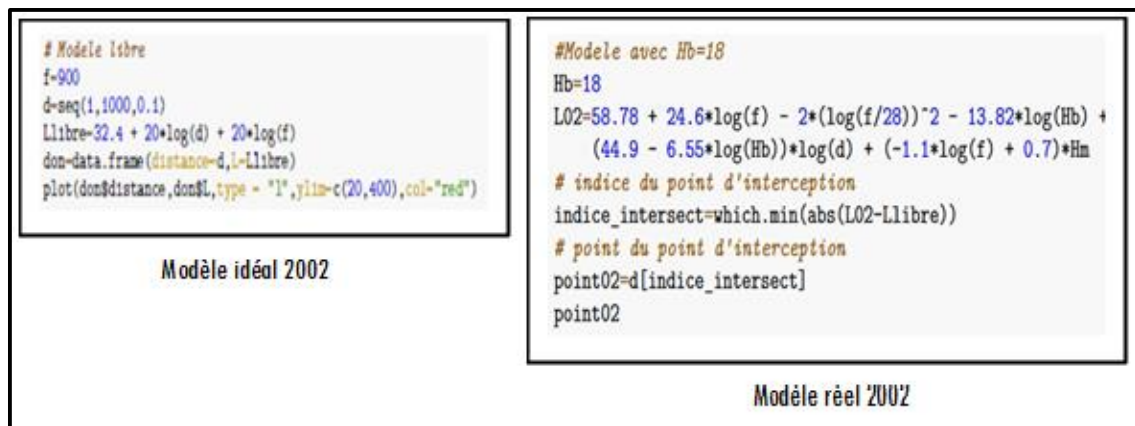 # Modele libre
f=900
d=seq(1,1000,0.1)
Llibre=32.4 + 20*log(d) + 20*log(f)
don=data.frame(distance=d,L=Llibre)
plot(don$distance,don$L,type = "l",ylim=c(20,400),col="red")
Modèle idéal 2002
#Modele avec Hb=18
Hb=18
L02=58.78 + 24.6*log(f) - 2*(log(f/28))^2 - 13.82*log(Hb) +
(44.9 - 6.55*log(Hb))*log(d) + (-1.1*log(f) + 0.7)*Hm
# indice du point d'interception
indice_intersect=which.min(abs(L02-Llibre))
# point du point d'interception
point02=d[indice_intersect]
point02
Modèle rèel 2002